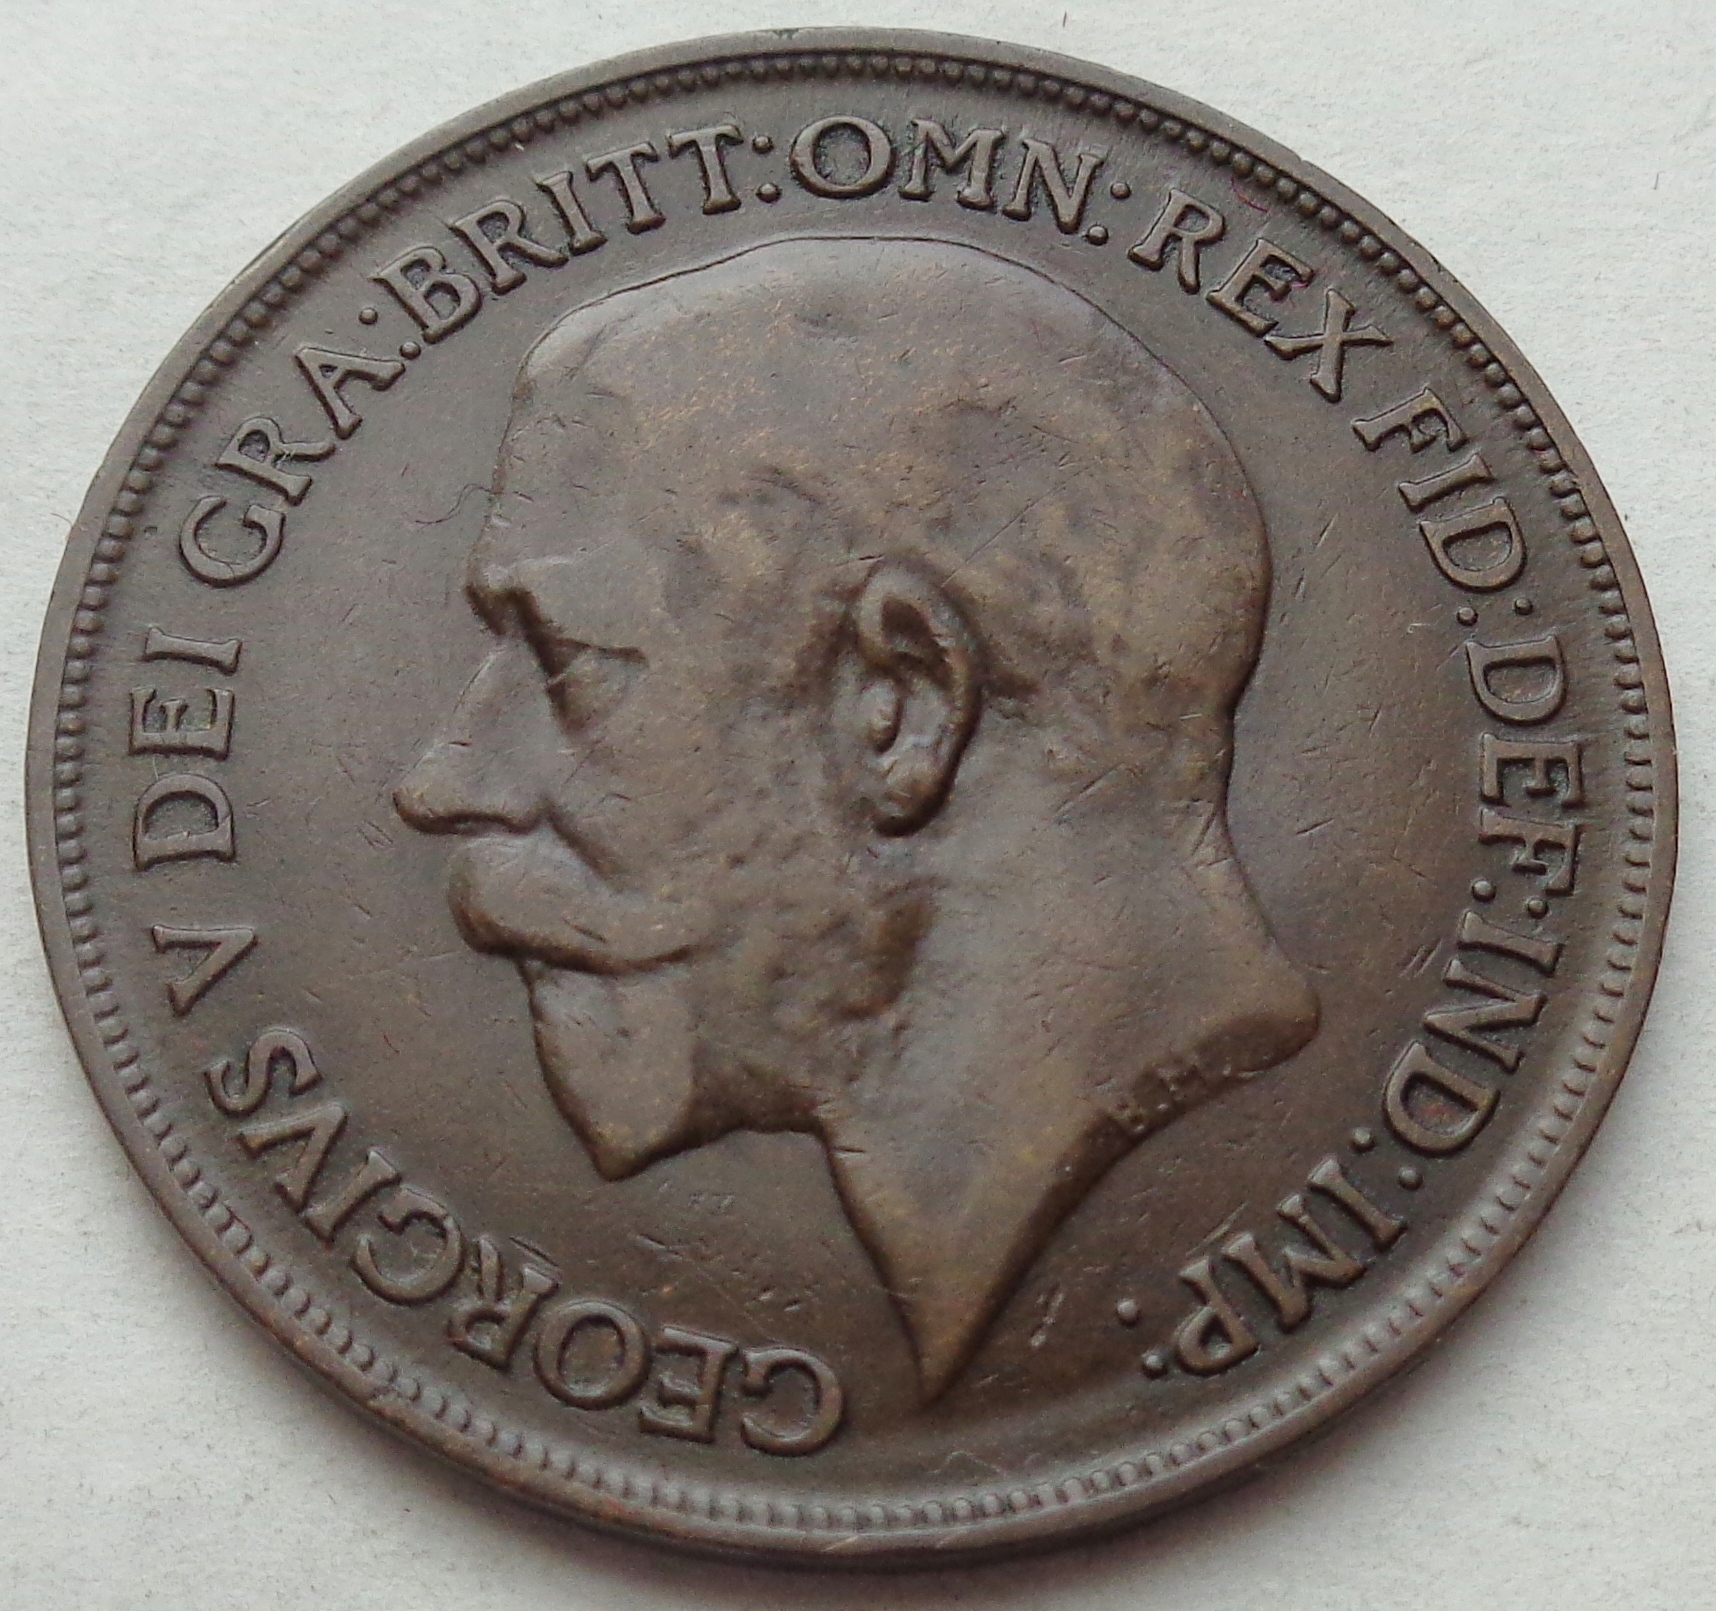 GEORGIVS V DEI GRA:BRITT:OMN:REX FID:DEF:IND:IMP:
B.M.